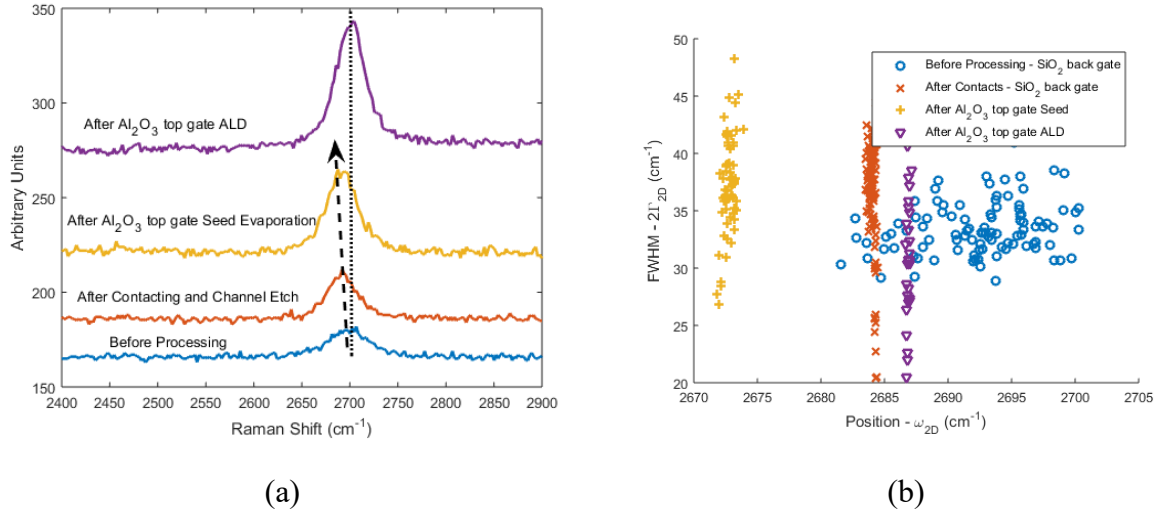 350
300
250
200
150
Arbitrary Units
After Al2O3 top gate ALD
After Al2O3 top gate Seed Evaporation
After Contacting and Channel Etch
Before Processing
2400 2450 2500 2550 2600 2650 2700 2750 2800 2850 2900
Raman Shift (cm-1)
(a)
50
45
40
35
30
25
20
FWHM - 2Γ2D (cm-1)
Before Processing - SiO2 back gate
After Contacts - SiO2 back gate
After Al2O3 top gate Seed
After Al2O3 top gate ALD
2670 2675 2680 2685 2690 2695 2700 2705
Position - ω2D (cm-1)
(b)